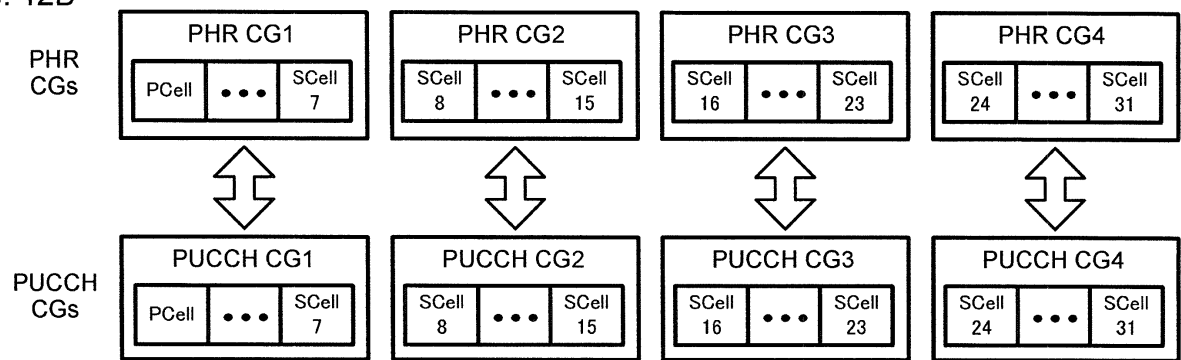 12B
PHR CGs
PHR CG1
PCell ••• SCell 7
PHR CG2
SCell 8 ••• SCell 15
PHR CG3
SCell 16 ••• SCell 23
PHR CG4
SCell 24 ••• SCell 31
PUCCH CGs
PUCCH CG1
PCell ••• SCell 7
PUCCH CG2
SCell 8 ••• SCell 15
PUCCH CG3
SCell 16 ••• SCell 23
PUCCH CG4
SCell 24 ••• SCell 31